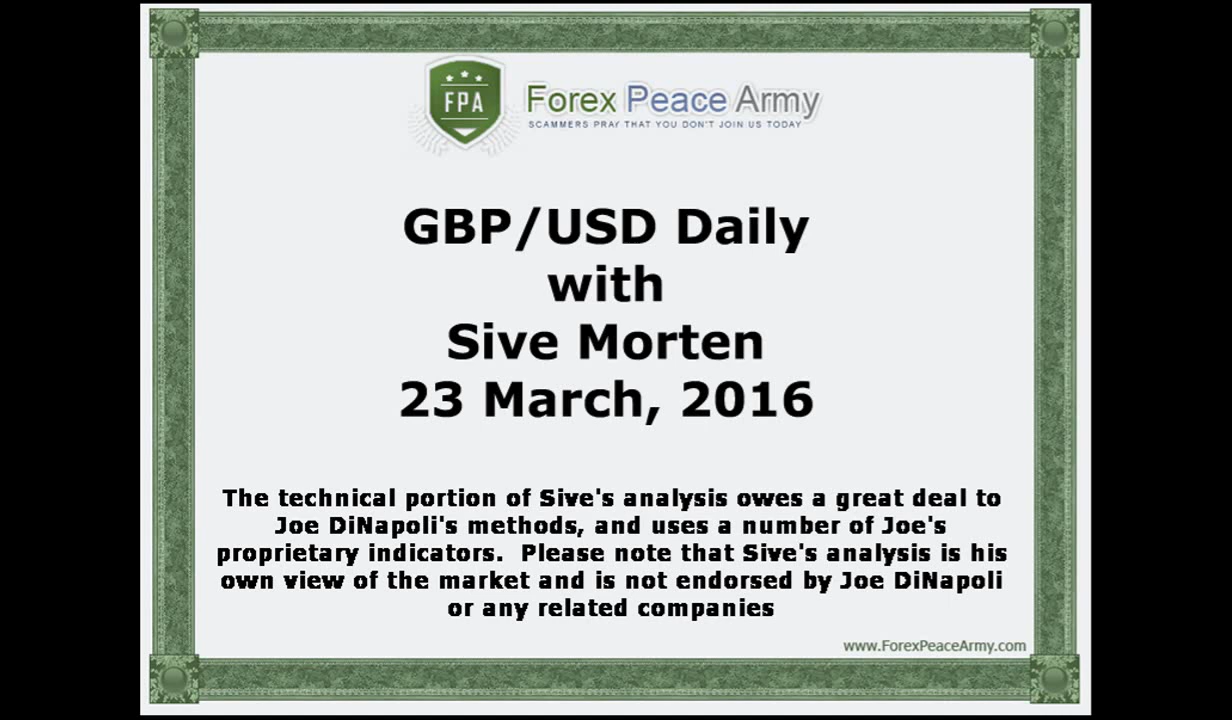 FPA
Forex Peace Army
SCAMMERS PRAY THAT YOU DON'T JOIN US TODAY
GBP/USD Daily
with
Sive Morten
23 March, 2016
The technical portion of Sive's analysis owes a great deal to
Joe DiNapoli's methods, and uses a number of Joe's
proprietary indicators.  Please note that Sive's analysis is his
own view of the market and is not endorsed by Joe DiNapoli
or any related companies
www.ForexPeaceArmy.com